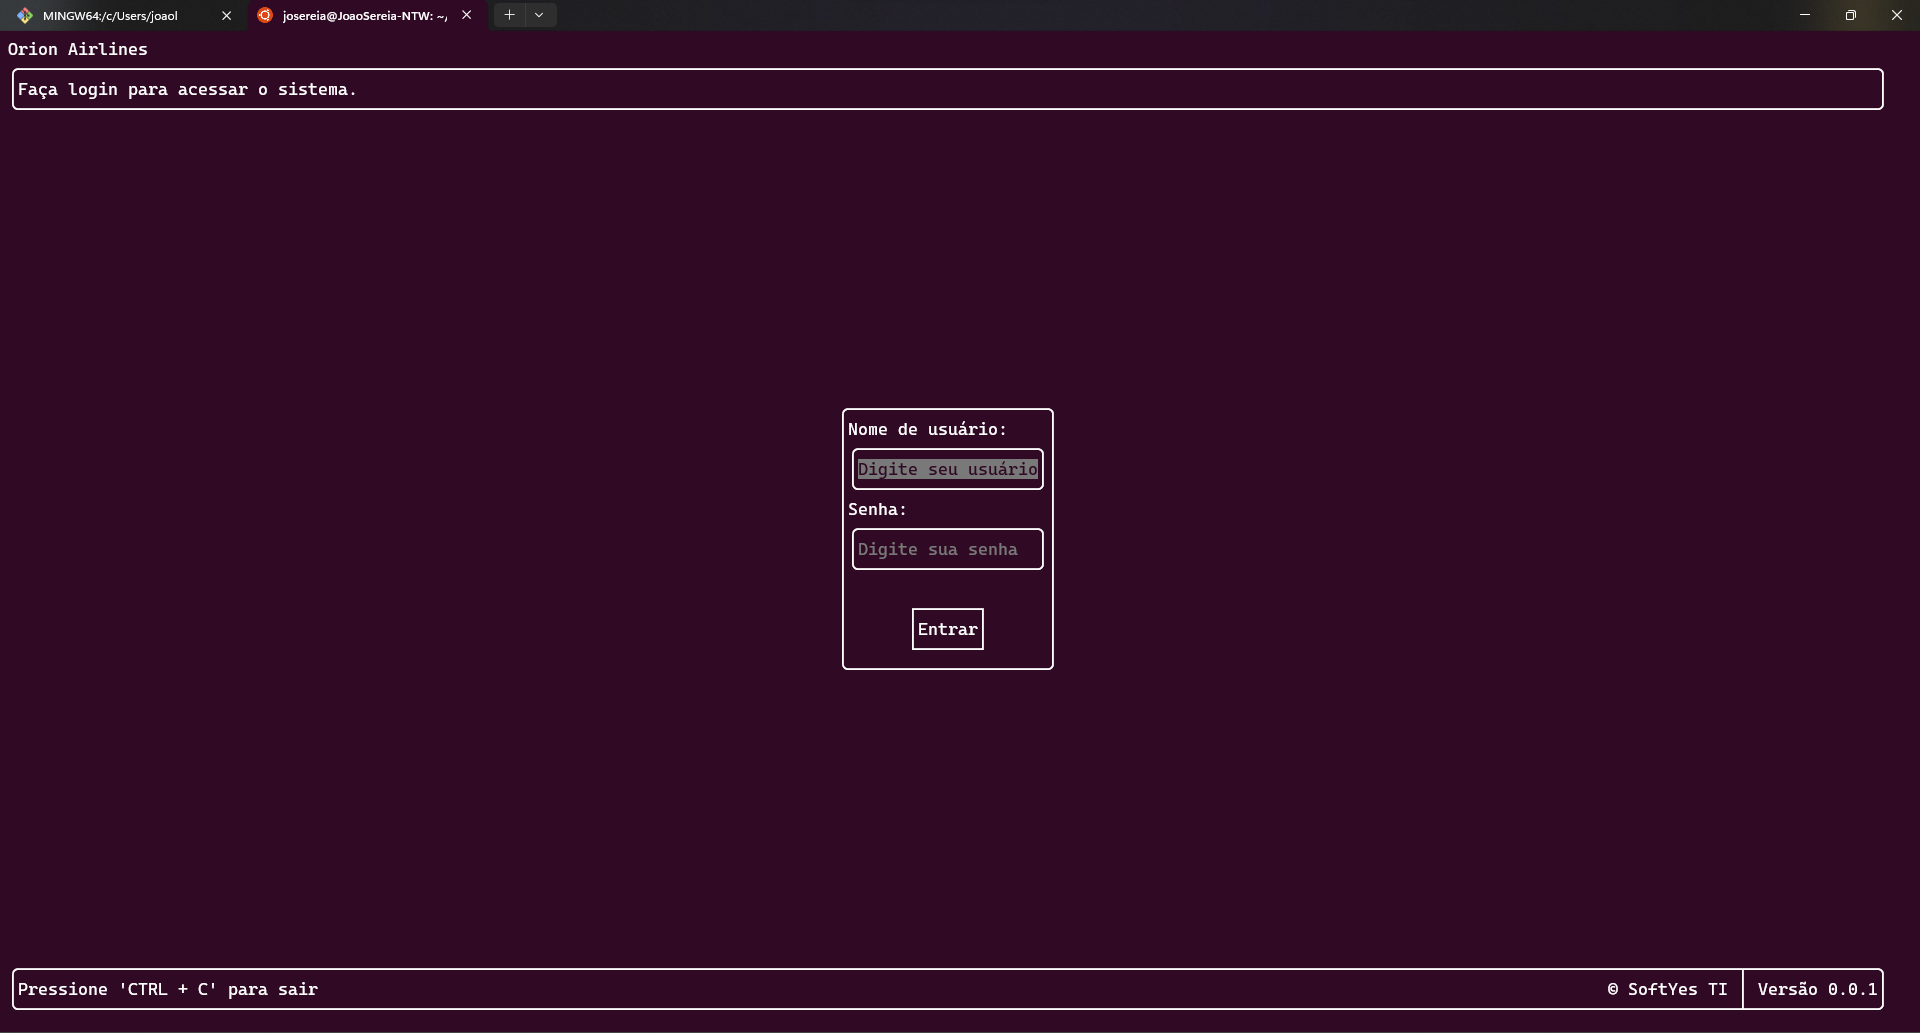 MINGW64:/c/Users/joaol
josereia@JoaoSereia-NTW: ~/
Orion Airlines
Faça login para acessar o sistema.
Nome de usuário:
Digite seu usuário
Senha:
Digite sua senha
Entrar
Pressione 'CTRL + C' para sair
© SoftYes TI
Versão 0.0.1